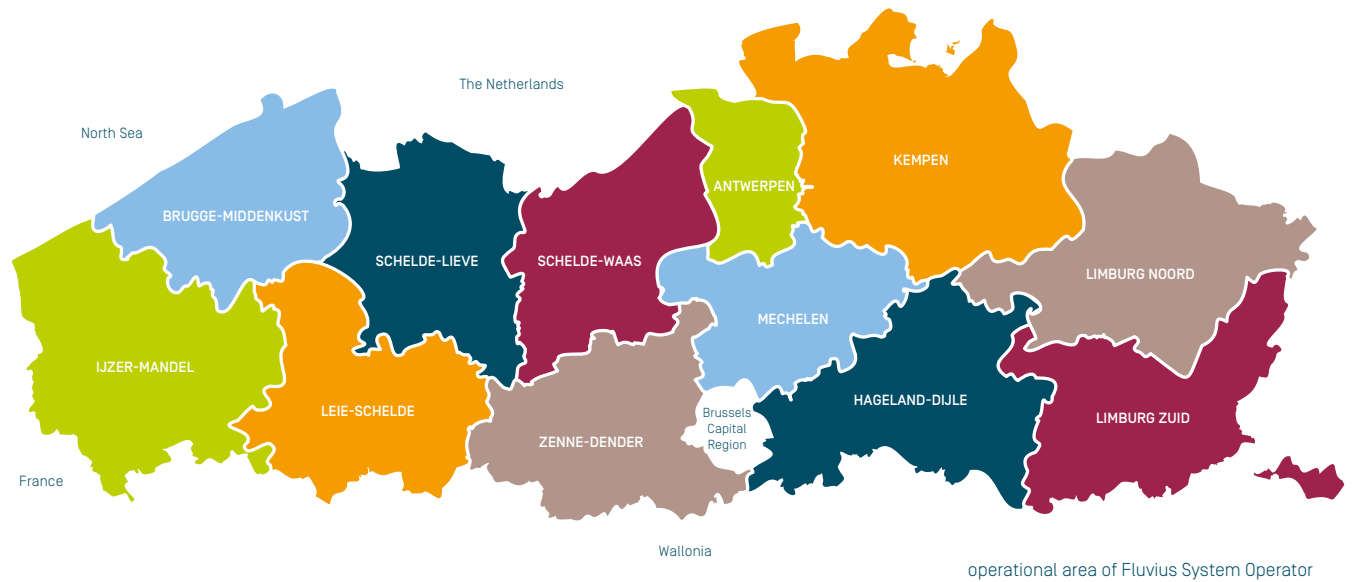 The Netherlands
North Sea
KEMPEN
ANTWERPEN
BRUGGE-MIDDENKUST
SCHELDE-LIEVE
SCHELDE-WAAS
LIMBURG NOORD
MECHELEN
IJZER-MANDEL
HAGELAND-DIJLE
LEIE-SCHELDE
Brussels
Capital
Region
LIMBURG ZUID
ZENNE-DENDER
France
Wallonia
operational area of Fluvius System Operator